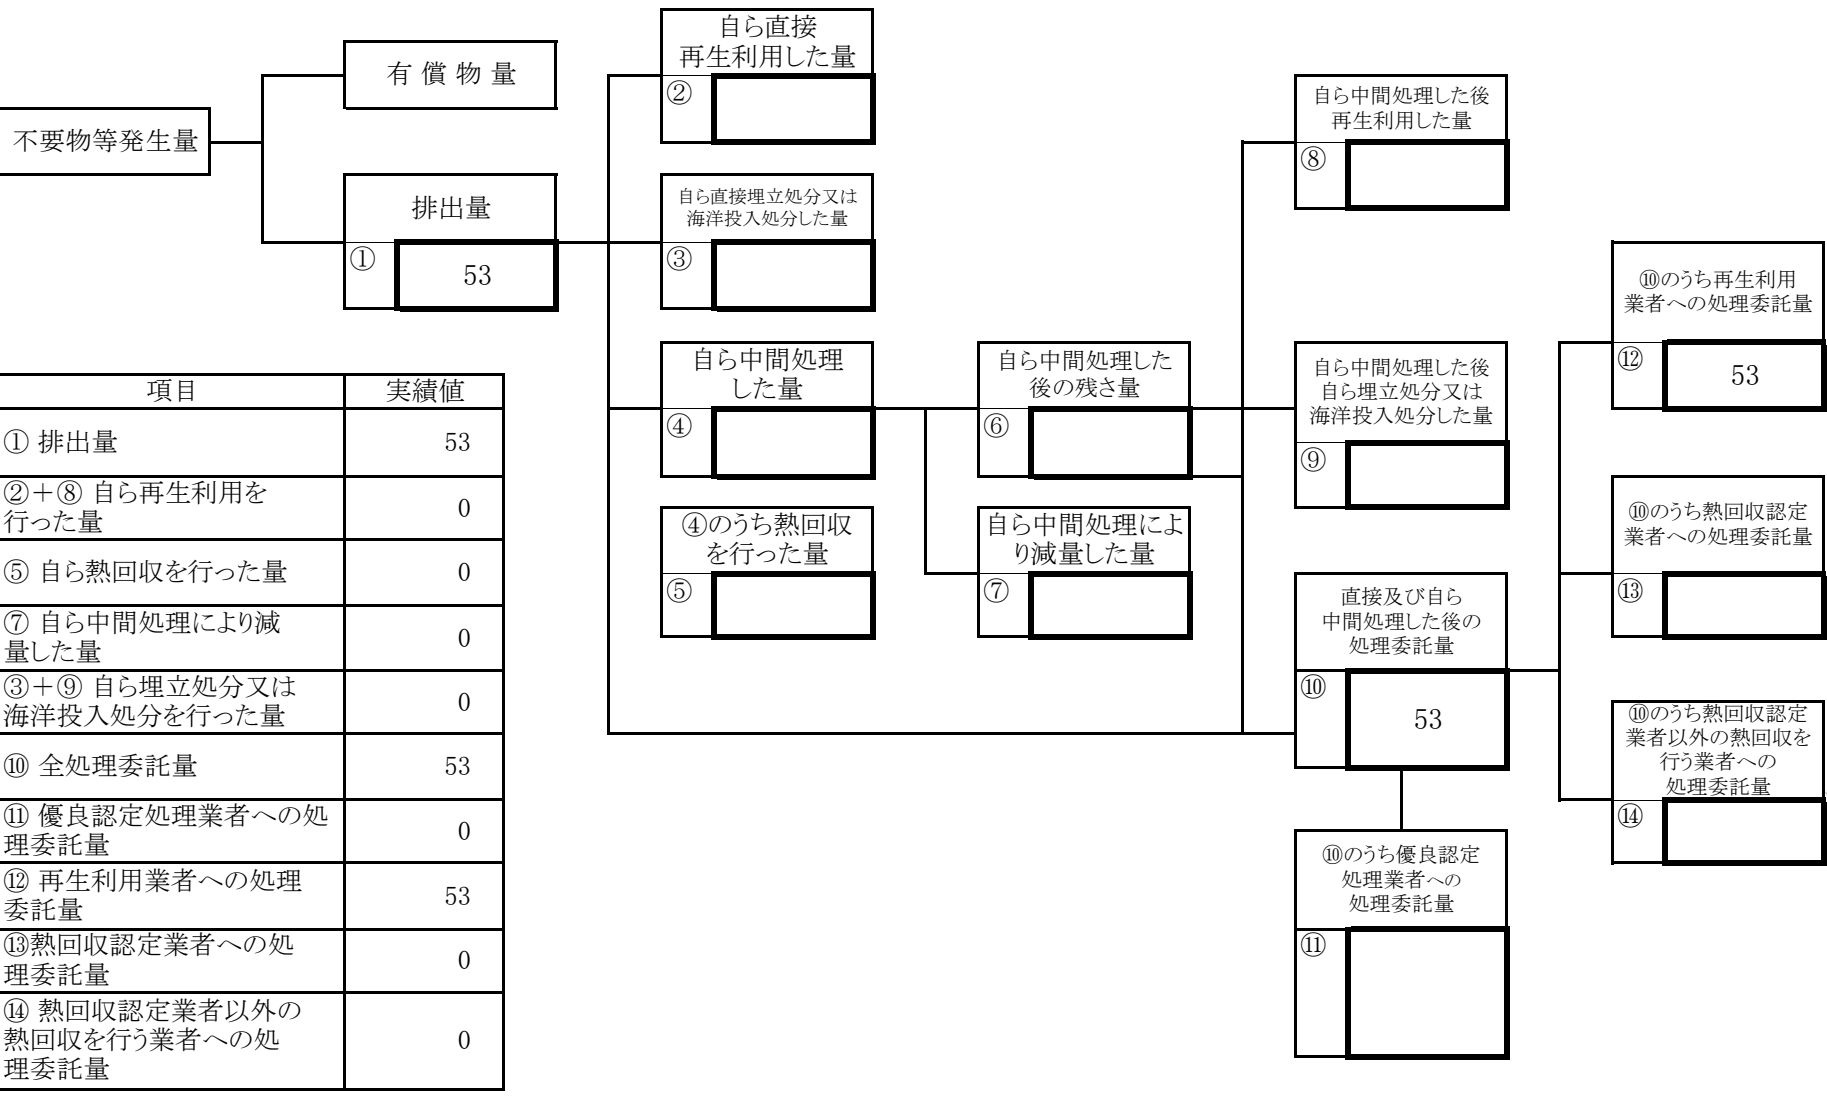 自ら直接
再生利用した量
②
有償物量
不要物等発生量
排出量
①
53
自ら直接埋立処分又は
海洋投入処分した量
③
自ら中間処理した後
再生利用した量
⑧
自ら中間処理
した量
④
自ら中間処理した
後の残さ量
⑥
自ら中間処理した後
自ら埋立処分又は
海洋投入処分した量
⑨
⑩のうち再生利用
業者への処理委託量
⑫
53
④のうち熱回収
を行った量
⑤
自ら中間処理によ
り減量した量
⑦
直接及び自ら
中間処理した後の
処理委託量
⑩
53
⑩のうち熱回収認定
業者への処理委託量
⑬
⑩のうち熱回収認定
業者以外の熱回収を
行う業者への
処理委託量
⑭
⑩のうち優良認定
処理業者への
処理委託量
⑪
項目 実績値
① 排出量 53
②＋⑧ 自ら再生利用を
行った量 0
⑤ 自ら熱回収を行った量 0
⑦ 自ら中間処理により減
量した量 0
③＋⑨ 自ら埋立処分又は
海洋投入処分を行った量 0
⑩ 全処理委託量 53
⑪ 優良認定処理業者への処
理委託量 0
⑫ 再生利用業者への処理
委託量 53
⑬熱回収認定業者への処
理委託量 0
⑭ 熱回収認定業者以外の
熱回収を行う業者への処
理委託量 0